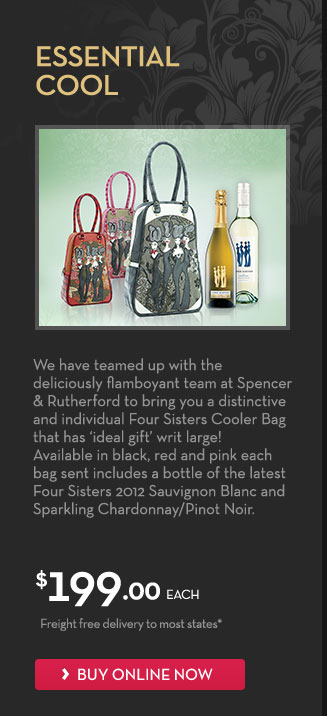 ESSENTIAL
COOL
We have teamed up with the
deliciously flamboyant team at Spencer
& Rutherford to bring you a distinctive
and individual Four Sisters Cooler Bag
that has ‘ideal gift’ writ large!
Available in black, red and pink each
bag sent includes a bottle of the latest
Four Sisters 2012 Sauvignon Blanc and
Sparkling Chardonnay/Pinot Noir.
$199.00 EACH
Freight free delivery to most states*
› BUY ONLINE NOW